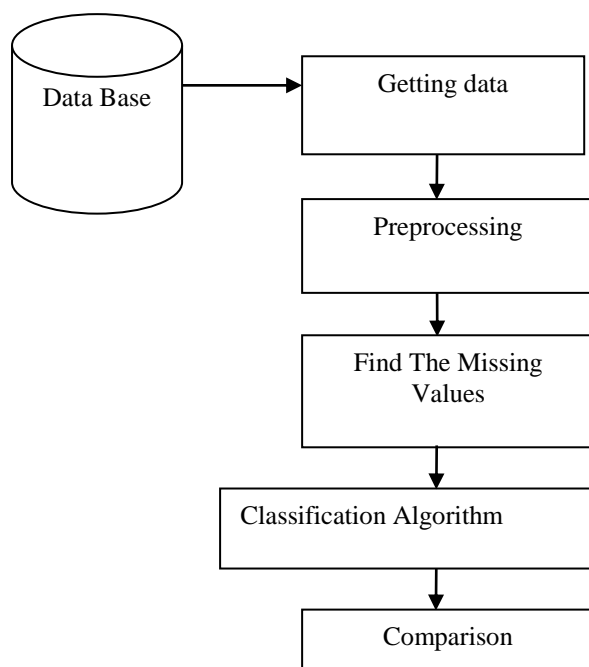 Data Base
Getting data
Preprocessing
Find The Missing
Values
Classification Algorithm
Comparison